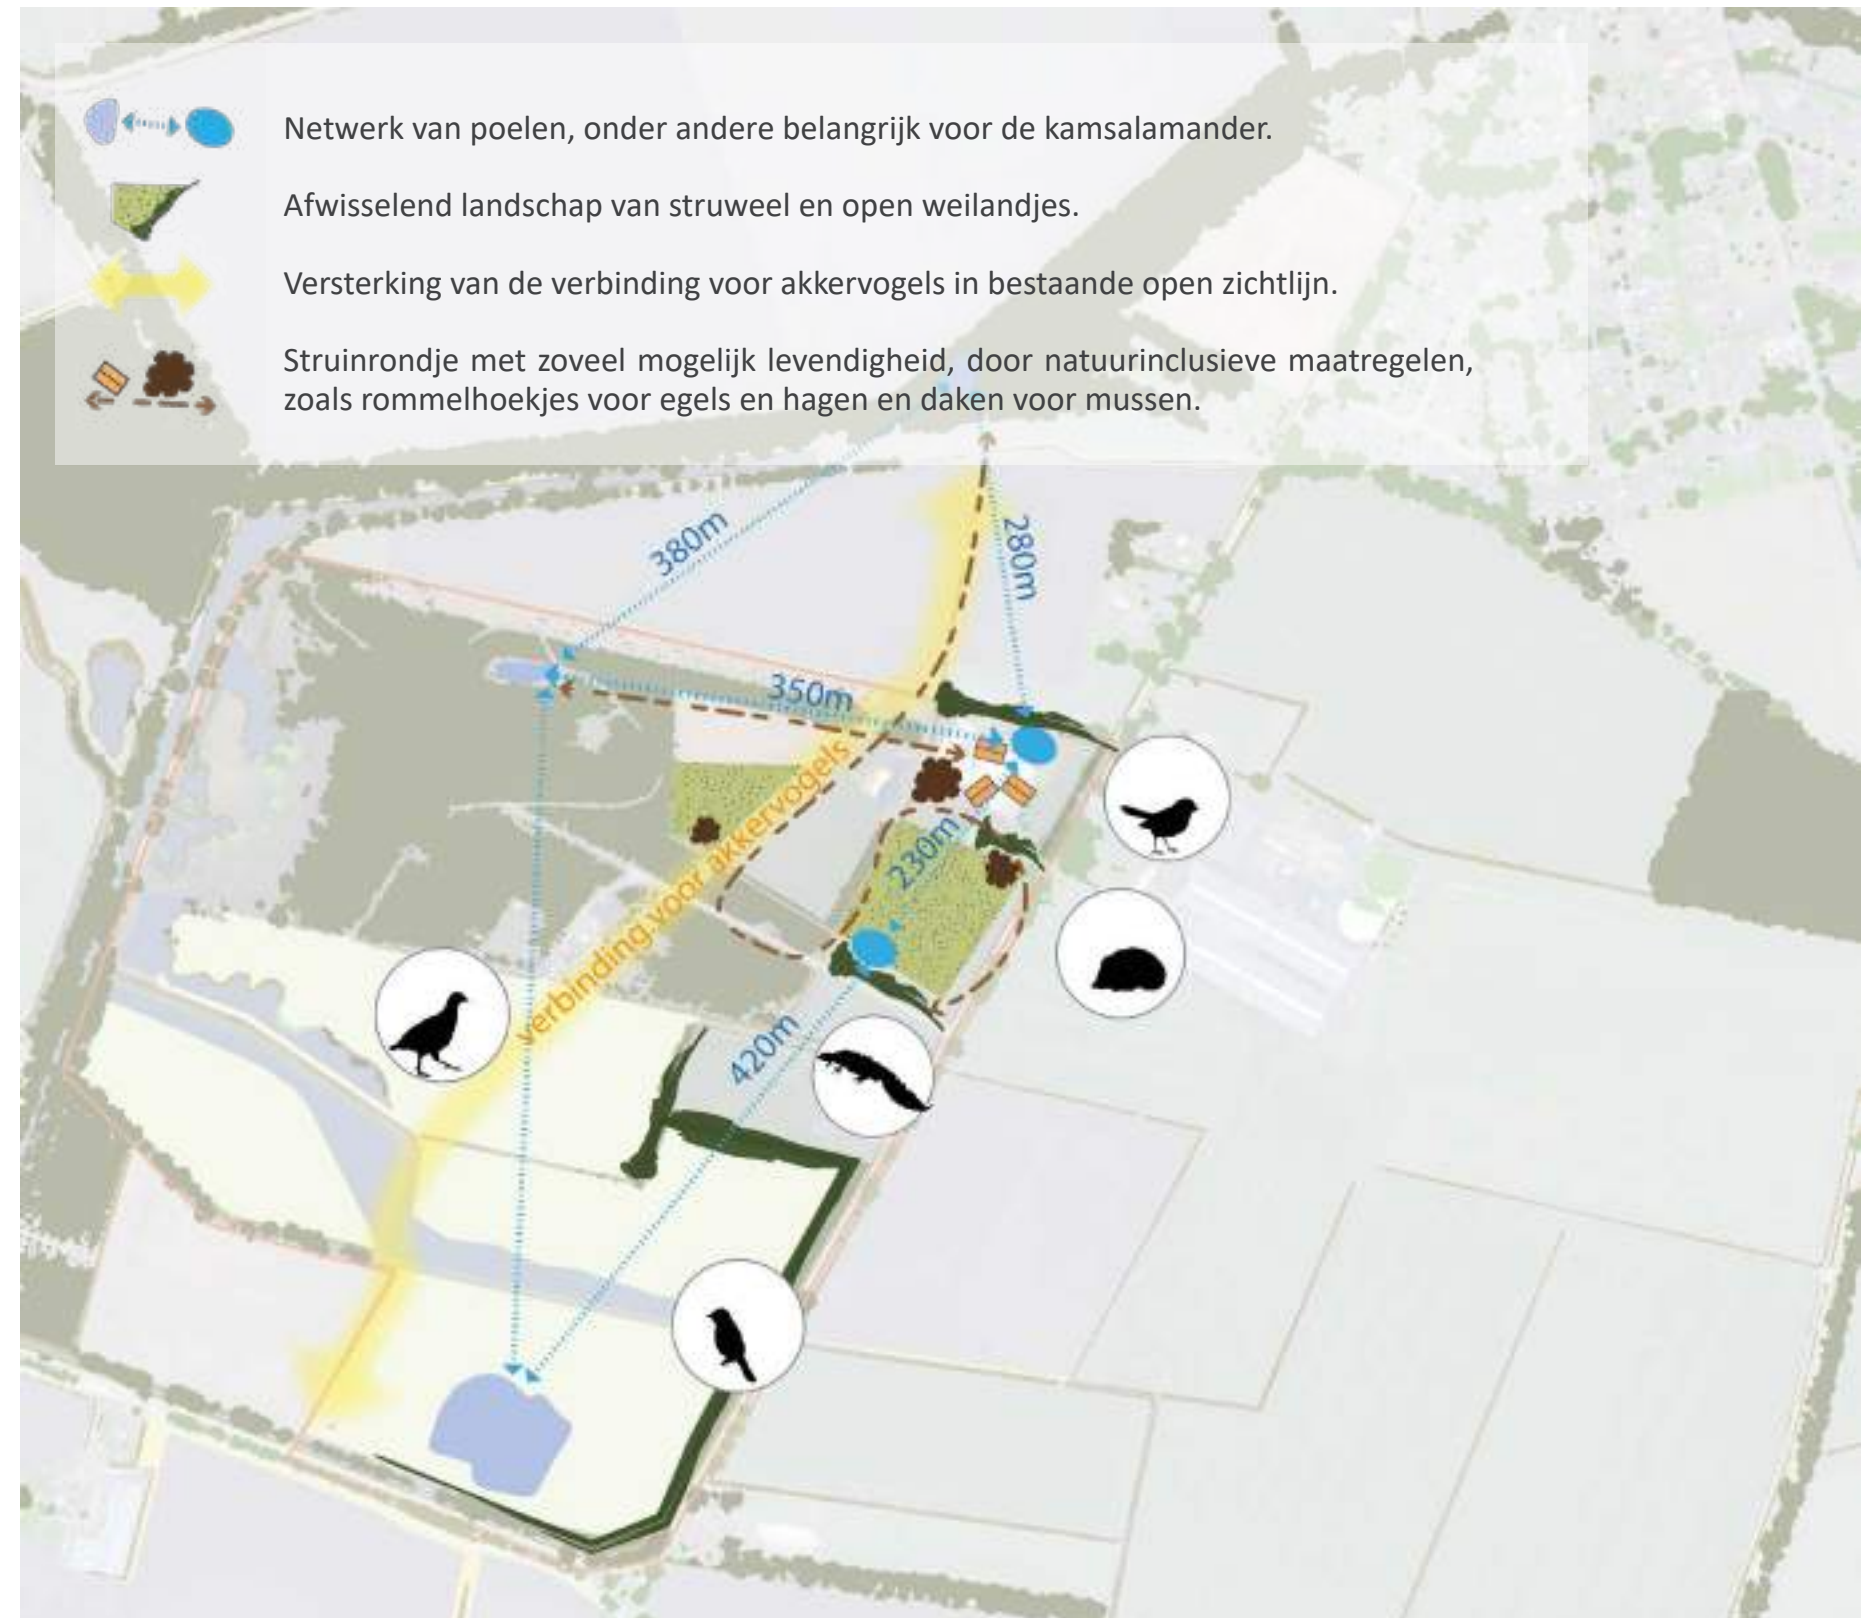 Netwerk van poelen, onder andere belangrijk voor de kamsalamander.
Afwisselend landschap van struweel en open weilandjes.
Versterking van de verbinding voor akkervogels in bestaande open zichtlijn.
Struinrondje met zoveel mogelijk levendigheid, door natuurinclusieve maatregelen,
zoals rommelhoekjes voor egels en hagen en daken voor mussen.
380m
280m
350m
verbinding voor akkervogels
230m
420m